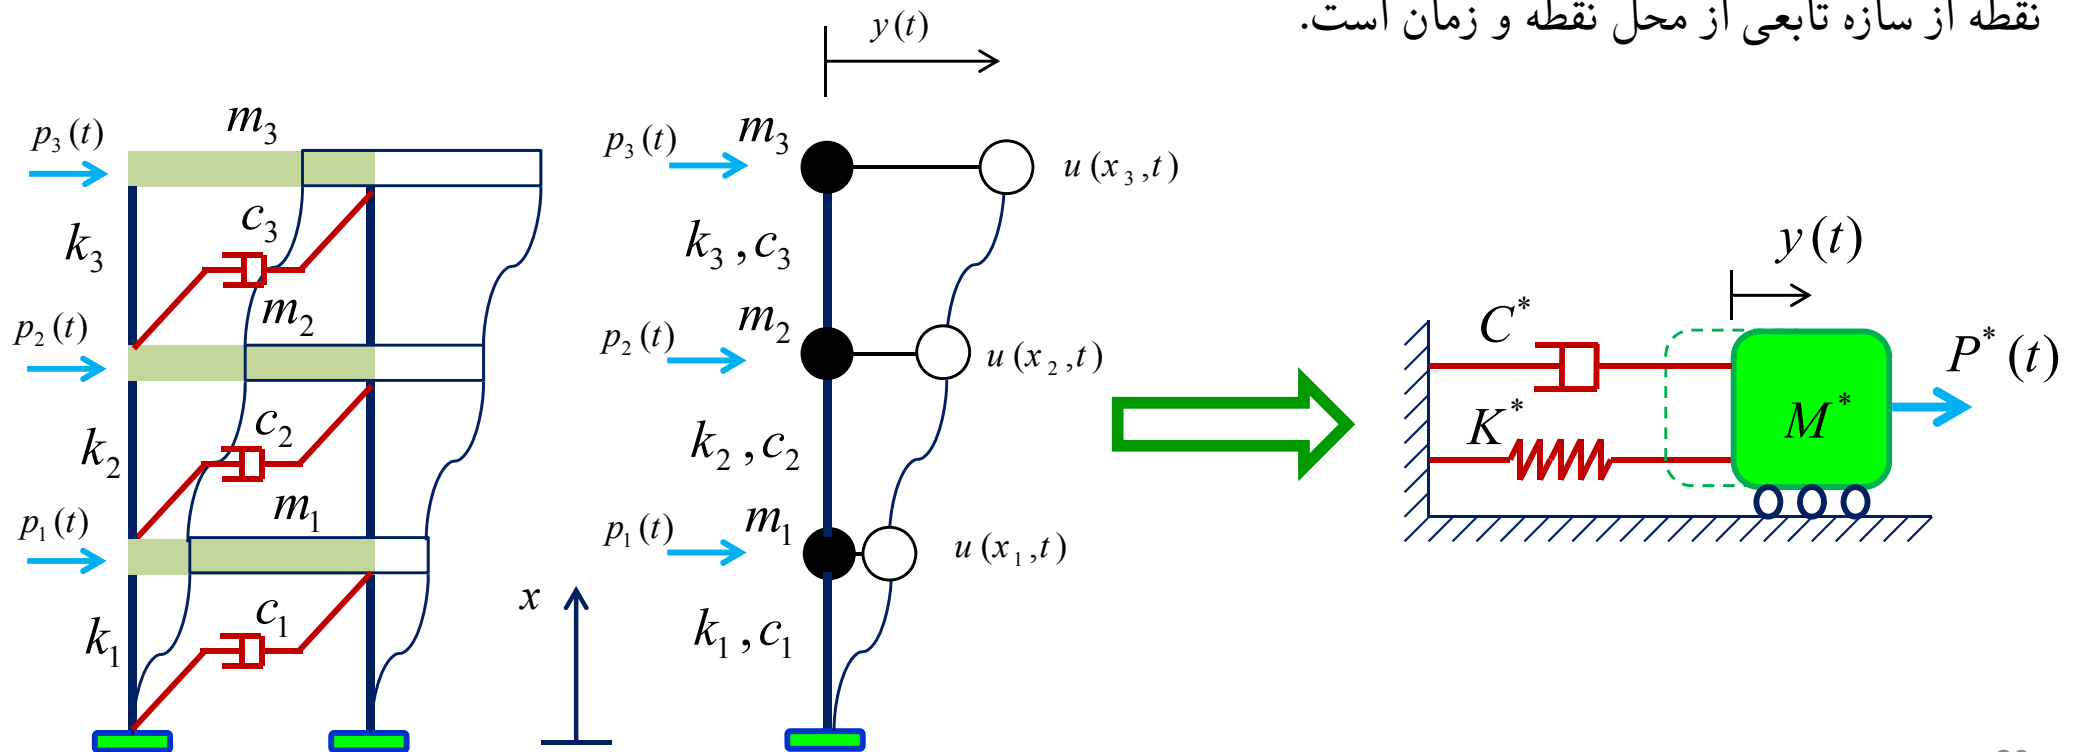 نقطه از سازه تابعی از محل نقطه و زمان است.
y(t)
m₃
p₃(t)
c₃
k₃
m₂
p₂(t)
c₂
k₂
m₁
p₁(t)
c₁
k₁
x
p₃(t)
m₃
u(x₃,t)
k₃,c₃
p₂(t)
m₂
u(x₂,t)
k₂,c₂
p₁(t)
m₁
u(x₁,t)
k₁,c₁
y(t)
C*
P*(t)
K*
M*